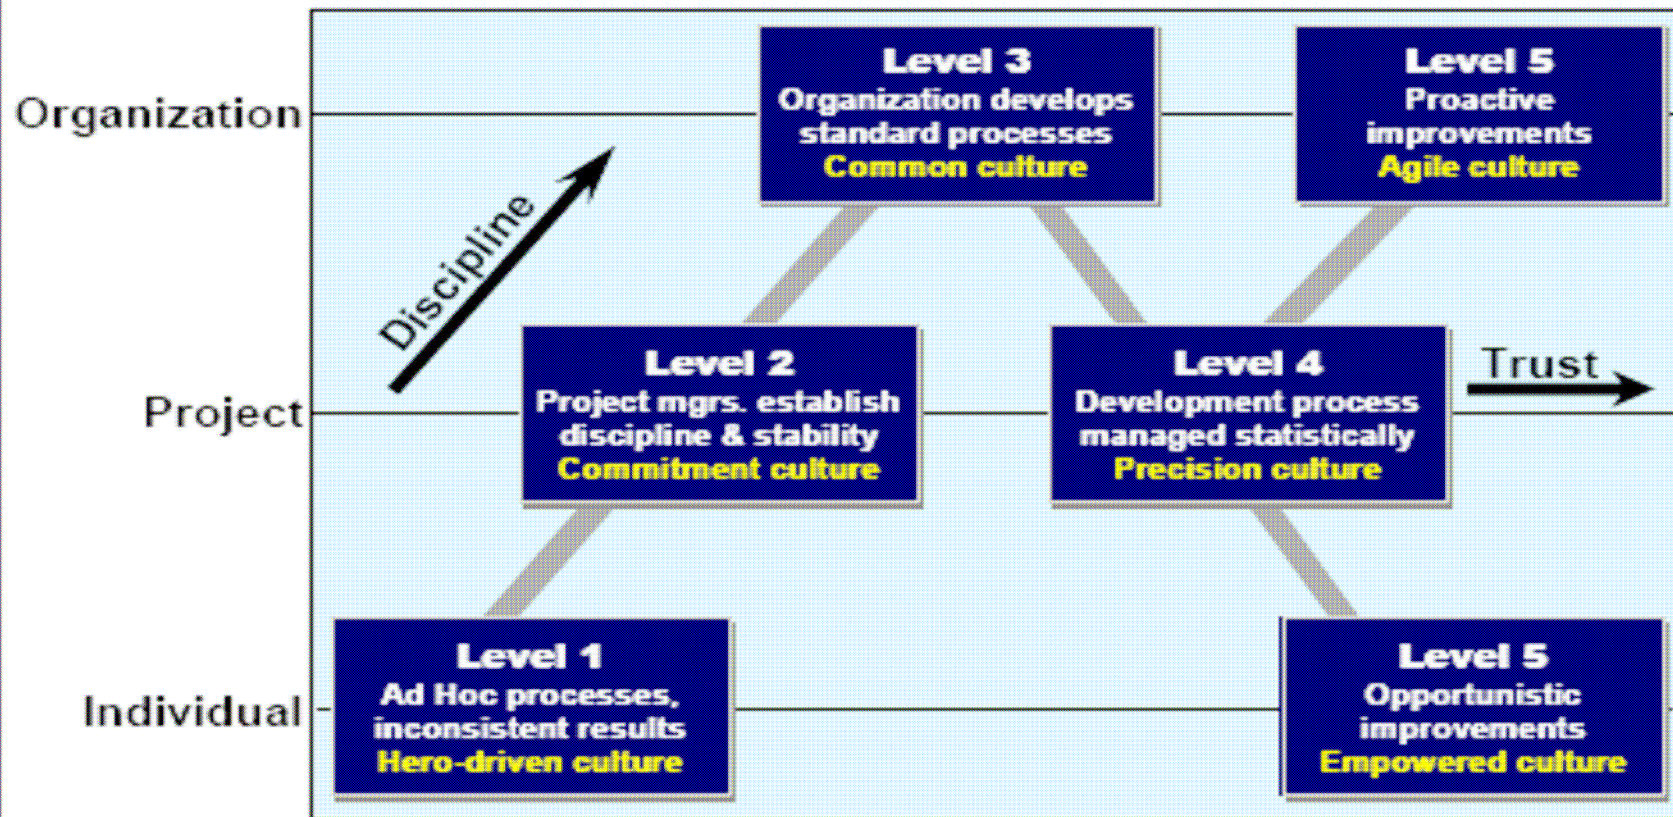 Organization
Level 3
Organization develops
standard processes
Common culture
Level 5
Proactive
improvements
Agile culture
Discipline
Project
Level 2
Project mgrs. establish
discipline & stability
Commitment culture
Level 4
Development process
managed statistically
Precision culture
Trust
Individual
Level 1
Ad Hoc processes,
inconsistent results
Hero-driven culture
Level 5
Opportunistic
improvements
Empowered culture